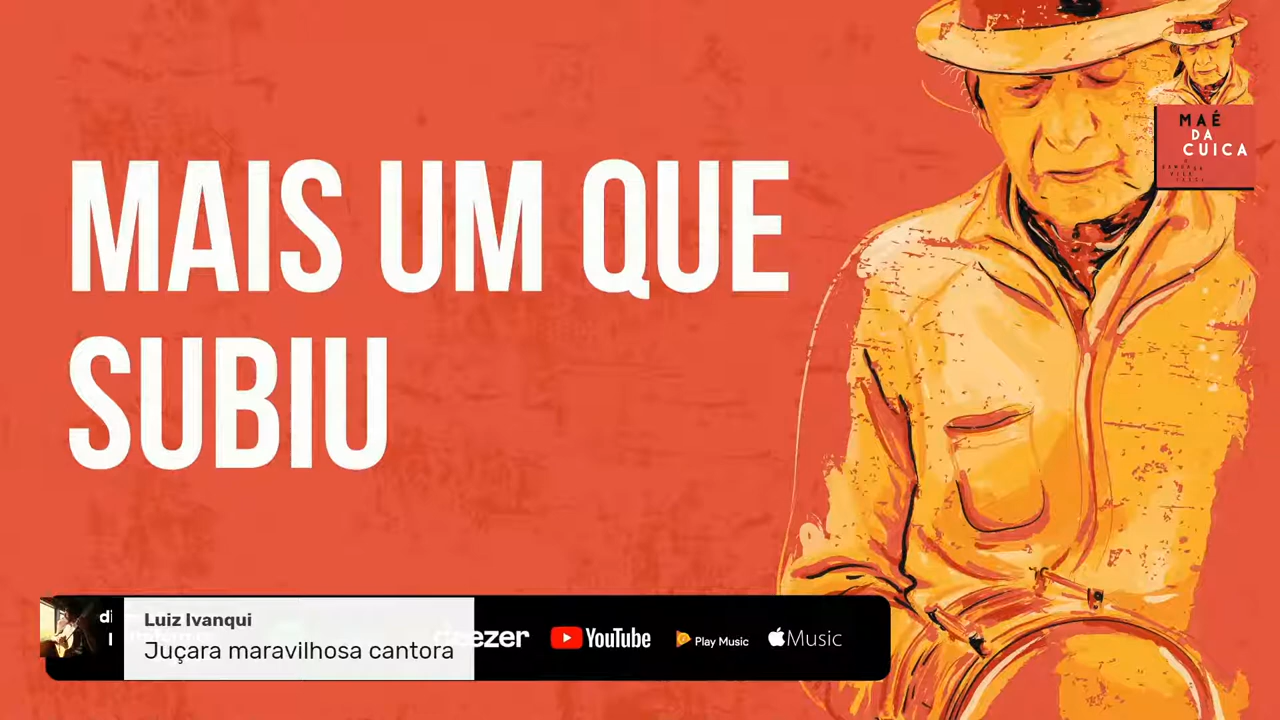 MAIS UM QUE
SUBIU
MAÉ
DA
CUICA
Luiz Ivanqui
Juçara maravilhosa cantora
YouTube
Play Music
Music